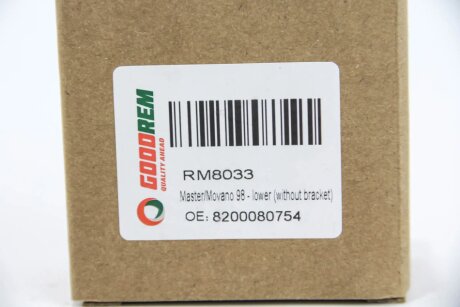 GOODREM
QUALITY AHEAD
RM8033
Master/Movano 98 - lower (without bracket)
OE: 8200080754